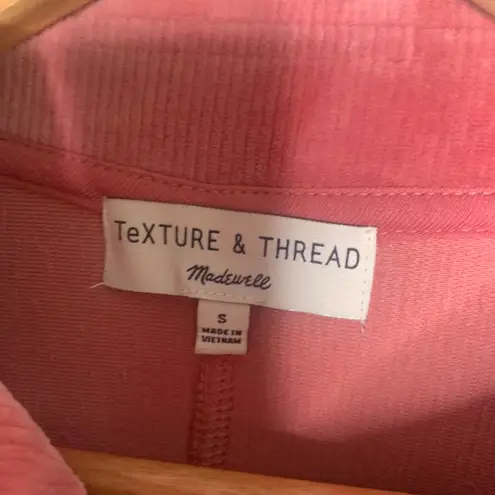 TeXTURE & THREAD
Madewell
S
MADE IN
VIETNAM